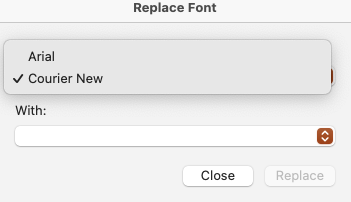 Replace Font
Arial
✓ Courier New
With:
Close
Replace